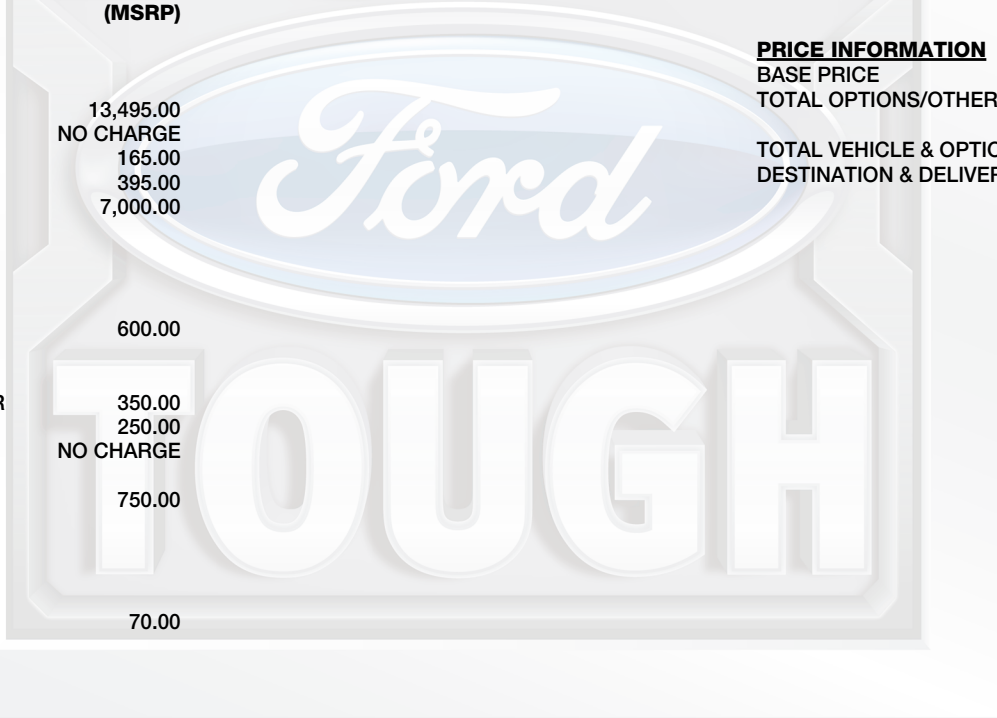 (MSRP)
13,495.00
NO CHARGE
165.00
395.00
7,000.00
600.00
350.00
250.00
NO CHARGE
750.00
70.00
PRICE INFORMATION
BASE PRICE
TOTAL OPTIONS/OTHER
TOTAL VEHICLE & OPTIO
DESTINATION & DELIVER
Ford
TOUGH